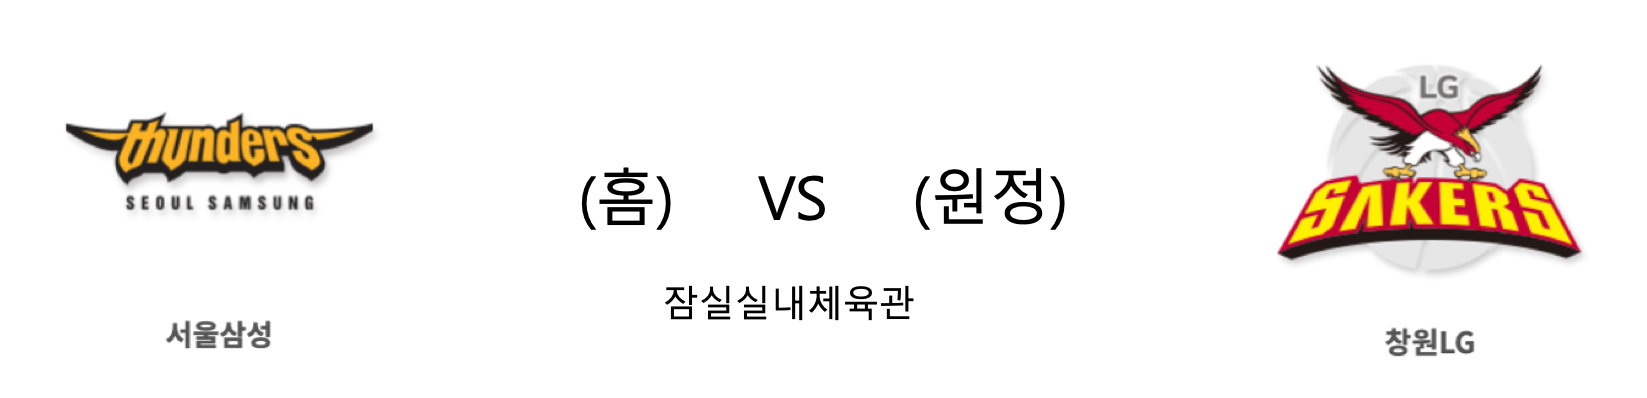 thunders
SEOUL SAMSUNG
서울삼성
(홈) VS (원정)
잠실실내체육관
LG
SAKERS
창원LG